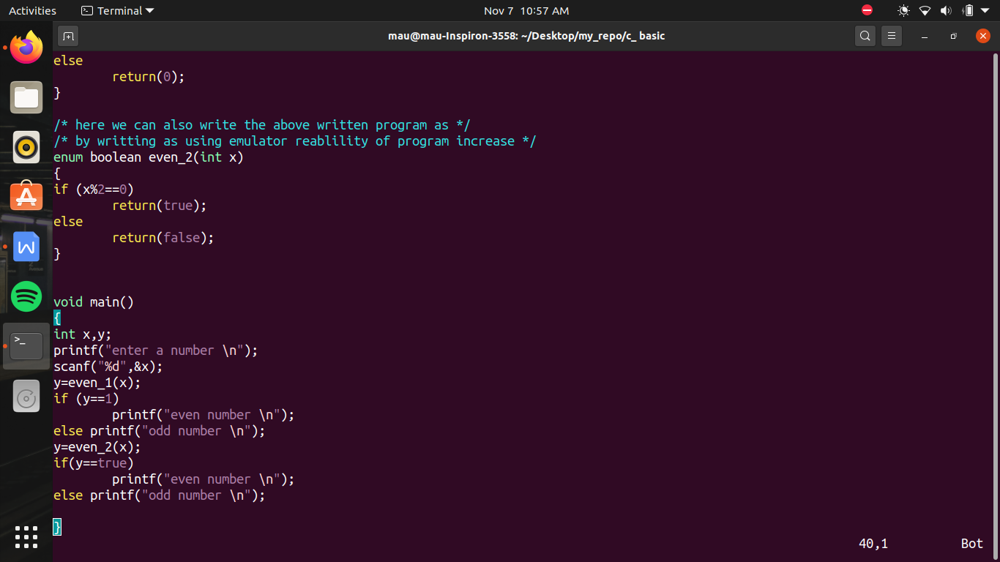 Activities
Terminal
Nov 7 10:57 AM
mau@mau-Inspiron-3558: ~/Desktop/my_repo/c_ basic
else
        return(0);
}
/* here we can also write the above written program as */
/* by writting as using emulator reablility of program increase */
enum boolean even_2(int x)
{
if (x%2==0)
        return(true);
else
        return(false);
}
void main()
{
int x,y;
printf("enter a number \n");
scanf("%d",&x);
y=even_1(x);
if (y==1)
        printf("even number \n");
else printf("odd number \n");
y=even_2(x);
if(y==true)
        printf("even number \n");
else printf("odd number \n");
}
40,1
Bot